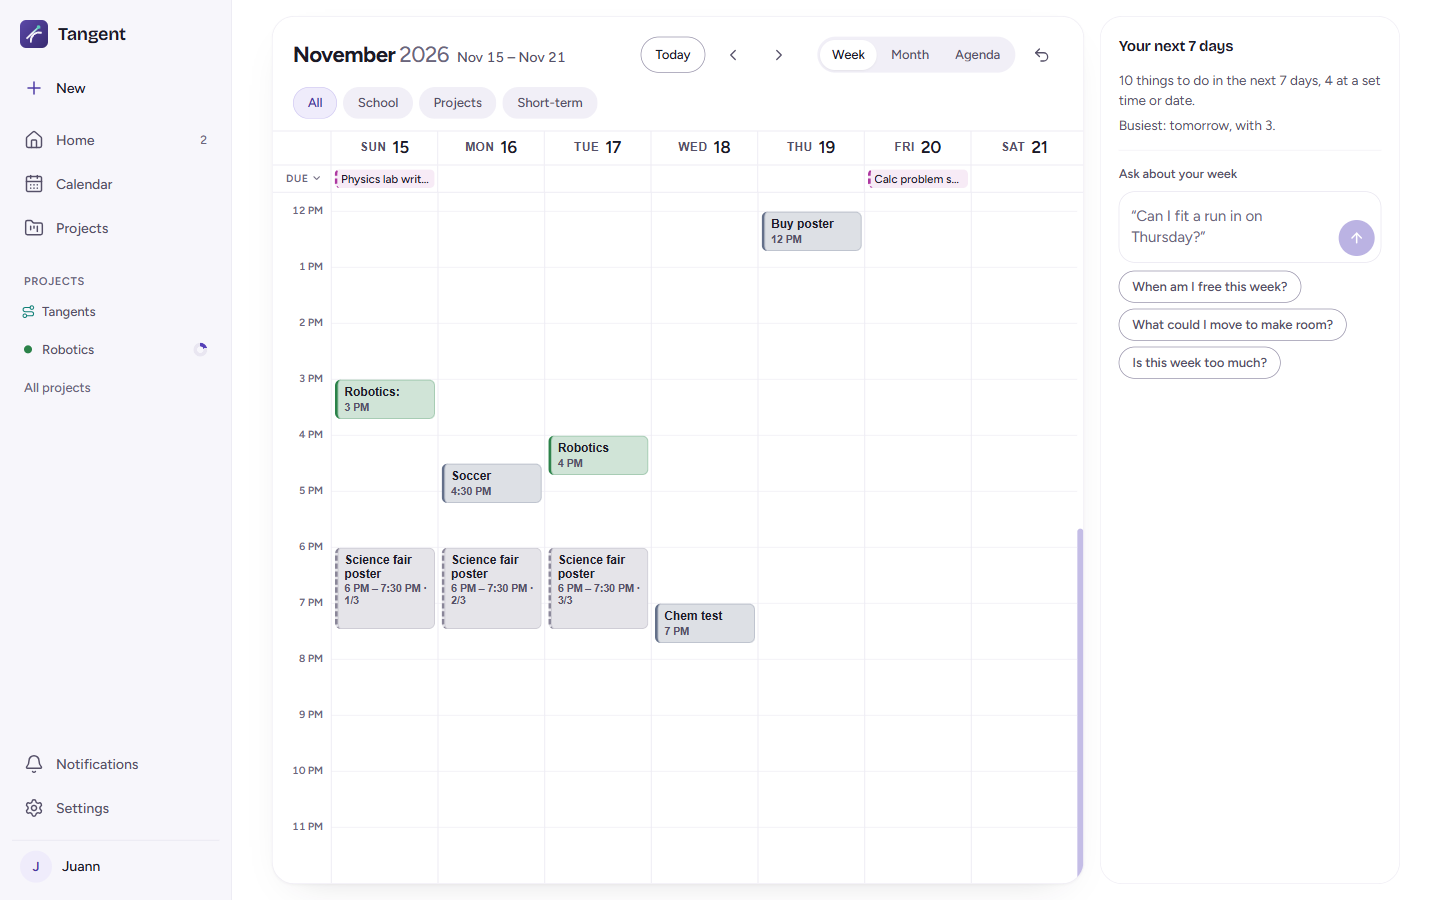 Tangent
New
Home 2
Calendar
Projects
PROJECTS
Tangents
Robotics
All projects
Notifications
Settings
J Juann
November 2026 Nov 15 – Nov 21
Today
Week Month Agenda
All School Projects Short-term
SUN 15 MON 16 TUE 17 WED 18 THU 19 FRI 20 SAT 21
DUE Physics lab writ... Calc problem s...
12 PM
Buy poster
12 PM
1 PM
2 PM
3 PM
Robotics:
3 PM
4 PM
Robotics
4 PM
Soccer
4:30 PM
5 PM
6 PM
Science fair
poster
6 PM – 7:30 PM ·
1/3
Science fair
poster
6 PM – 7:30 PM ·
2/3
Science fair
poster
6 PM – 7:30 PM ·
3/3
7 PM
Chem test
7 PM
8 PM
9 PM
10 PM
11 PM
Your next 7 days
10 things to do in the next 7 days, 4 at a set
time or date.
Busiest: tomorrow, with 3.
Ask about your week
“Can I fit a run in on
Thursday?”
When am I free this week?
What could I move to make room?
Is this week too much?